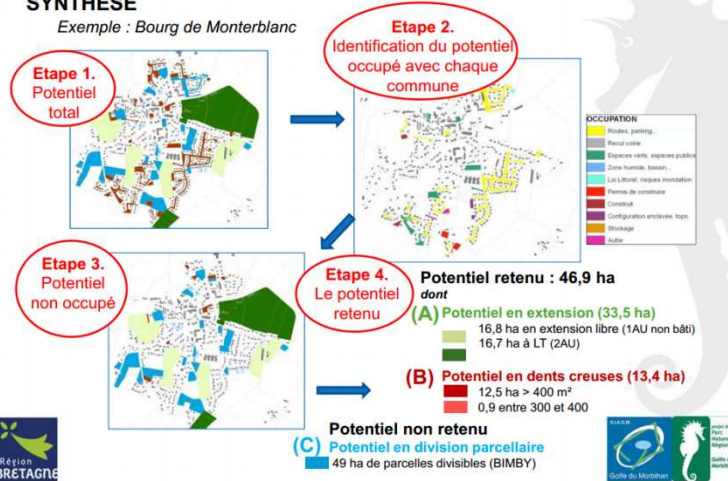 SYNTHESE
Exemple : Bourg de Monterblanc
Etape 1.
Potentiel
total
Etape 2.
Identification du potentiel
occupé avec chaque
commune
OCCUPATION
Routes, parking...
Recul voirie
Espaces verts, espaces publics
Zone humide, bassin...
Loi Littoral, risques inondation
Permis de construire
Construit
Configuration enclavée, topo
Stockage
Autre
Etape 3.
Potentiel
non occupé
Etape 4.
Le potentiel
retenu
Potentiel retenu : 46,9 ha
dont
(A) Potentiel en extension (33,5 ha)
16,8 ha en extension libre (1AU non bâti)
16,7 ha à LT (2AU)
(B) Potentiel en dents creuses (13,4 ha)
12,5 ha > 400 m²
0,9 entre 300 et 400
Potentiel non retenu
(C) Potentiel en division parcellaire
49 ha de parcelles divisibles (BIMBY)
Région
BRETAGNE
Golfe du Morbihan
Parc